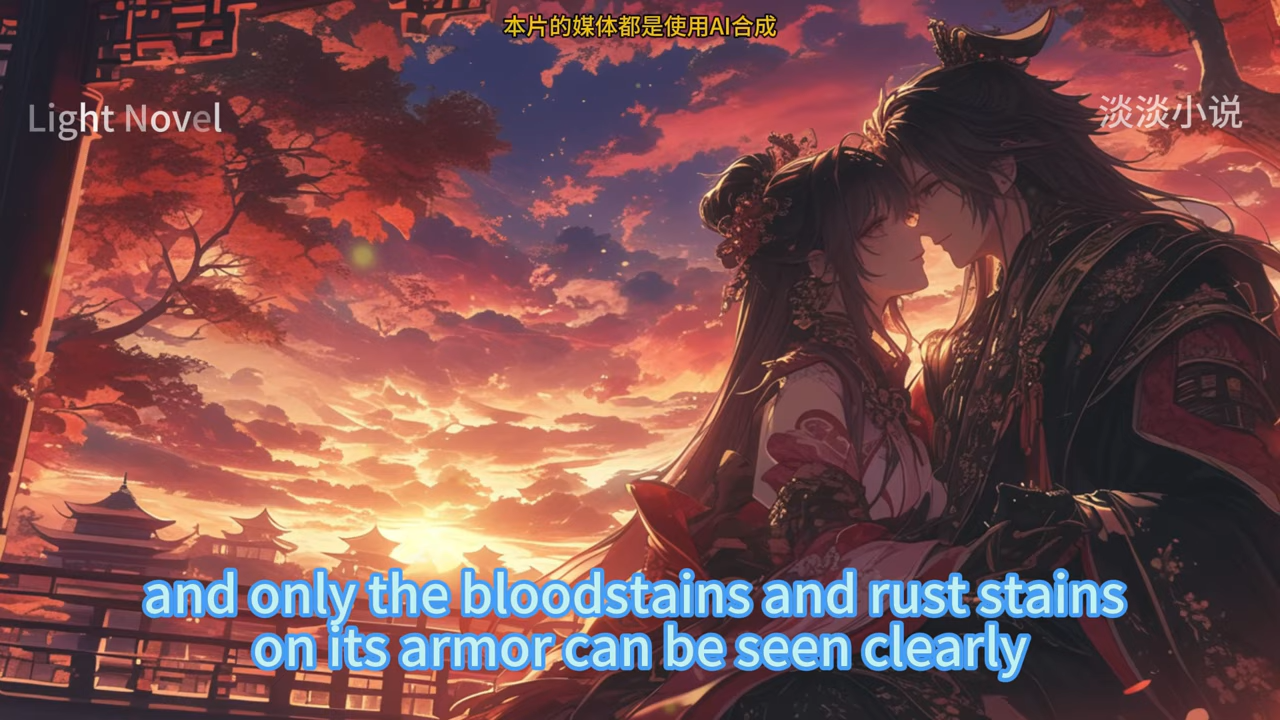 本片的媒体都是使用AI合成
Light Novel
淡淡小说
and only the bloodstains and rust stains
on its armor can be seen clearly